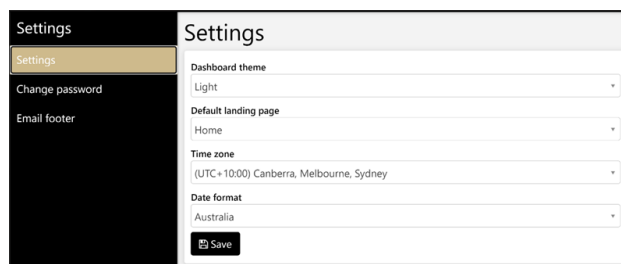 Settings
Settings
Change password
Email footer
Settings
Dashboard theme
Light
Default landing page
Home
Time zone
(UTC+10:00) Canberra, Melbourne, Sydney
Date format
Australia
Save